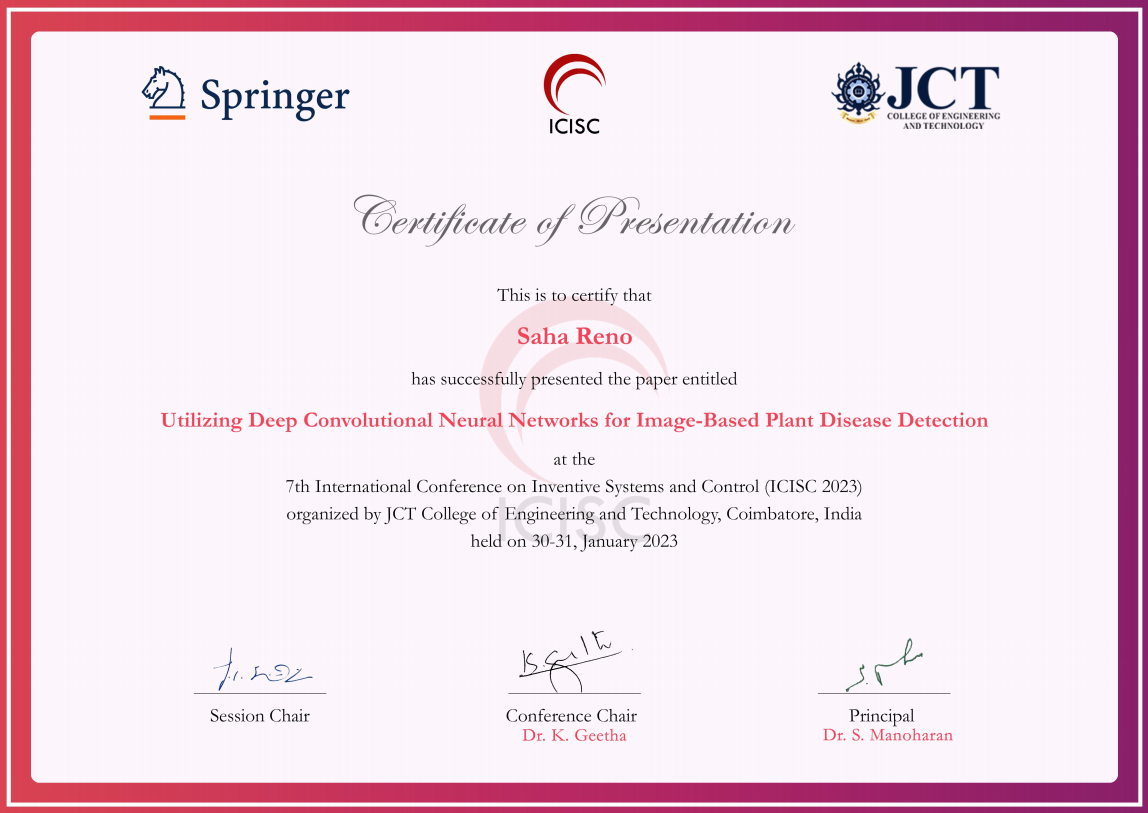 Springer
ICISC
JCT
COLLEGE OF ENGINEERING
AND TECHNOLOGY
Certificate of Presentation
This is to certify that
Saha Reno
has successfully presented the paper entitled
Utilizing Deep Convolutional Neural Networks for Image-Based Plant Disease Detection
at the
7th International Conference on Inventive Systems and Control (ICISC 2023)
organized by JCT College of Engineering and Technology, Coimbatore, India
held on 30-31, January 2023
ICISC
K. Geetha
Session Chair
Conference Chair
Principal
Dr. K. Geetha
Dr. S. Manoharan